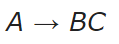 A → BC